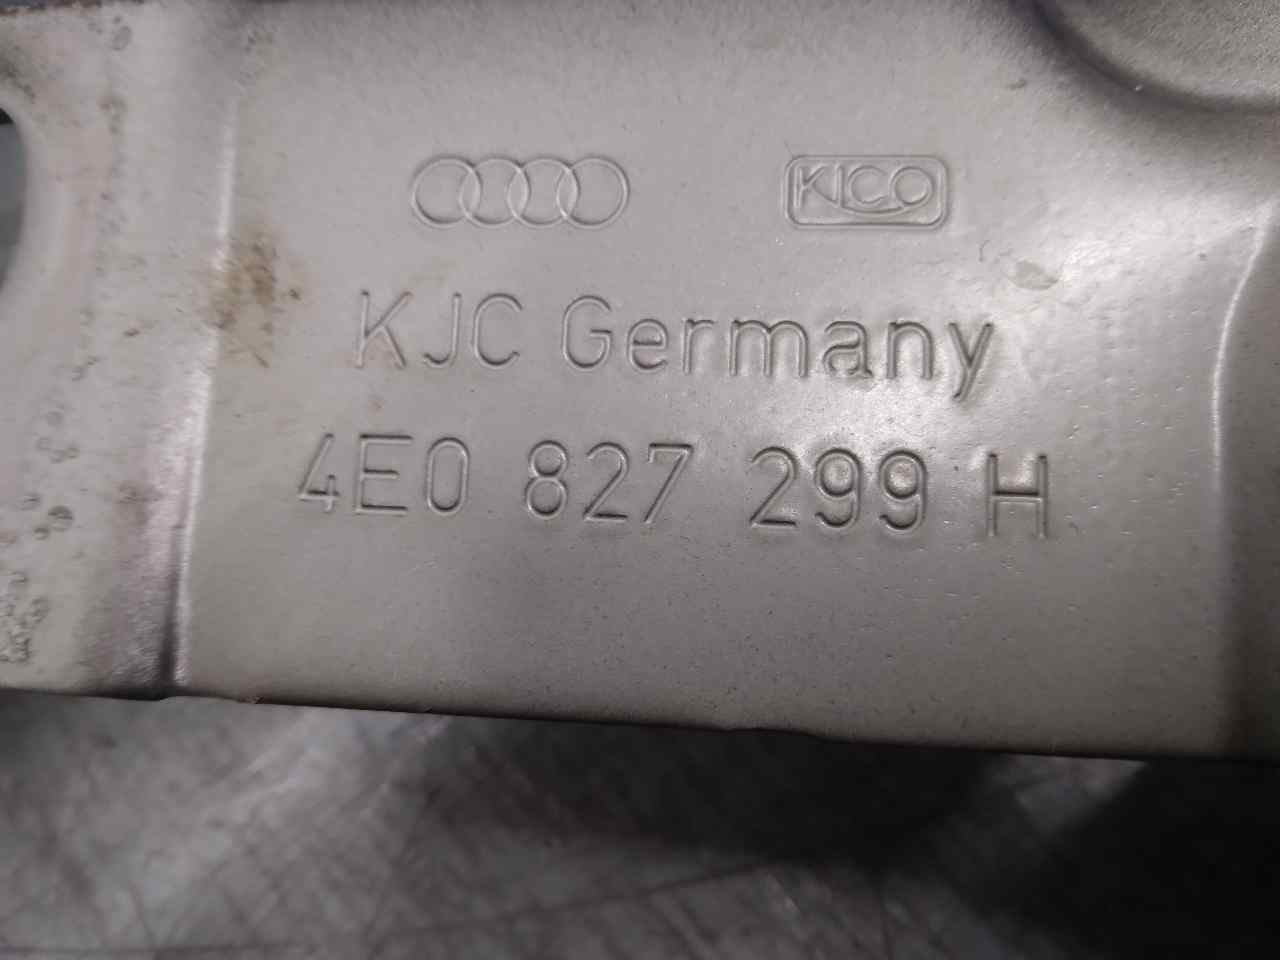 KICO
KJC Germany
4E0 827 299 H